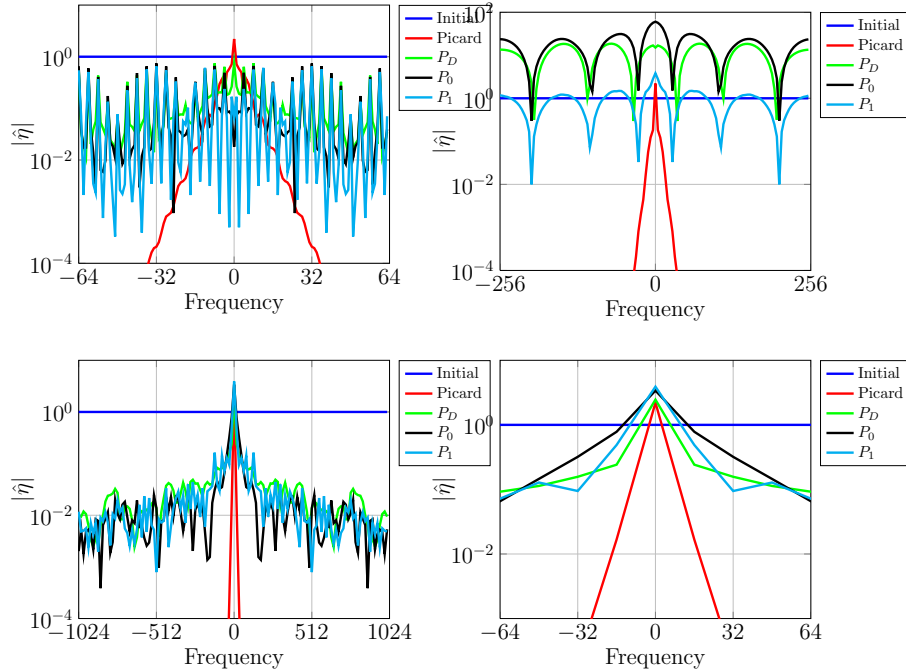 10^0
10^{-2}
10^{-4}
|η̂|
−64
−32
0
32
64
Frequency
Initial
Picard
P_D
P_0
P_1
10^2
10^0
10^{-2}
10^{-4}
|η̂|
−256
0
256
Frequency
Initial
Picard
P_D
P_0
P_1
10^0
10^{-2}
10^{-4}
|η̂|
−1024
−512
0
512
1024
Frequency
Initial
Picard
P_D
P_0
P_1
10^0
10^{-2}
|η̂|
−64
−32
0
32
64
Frequency
Initial
Picard
P_D
P_0
P_1